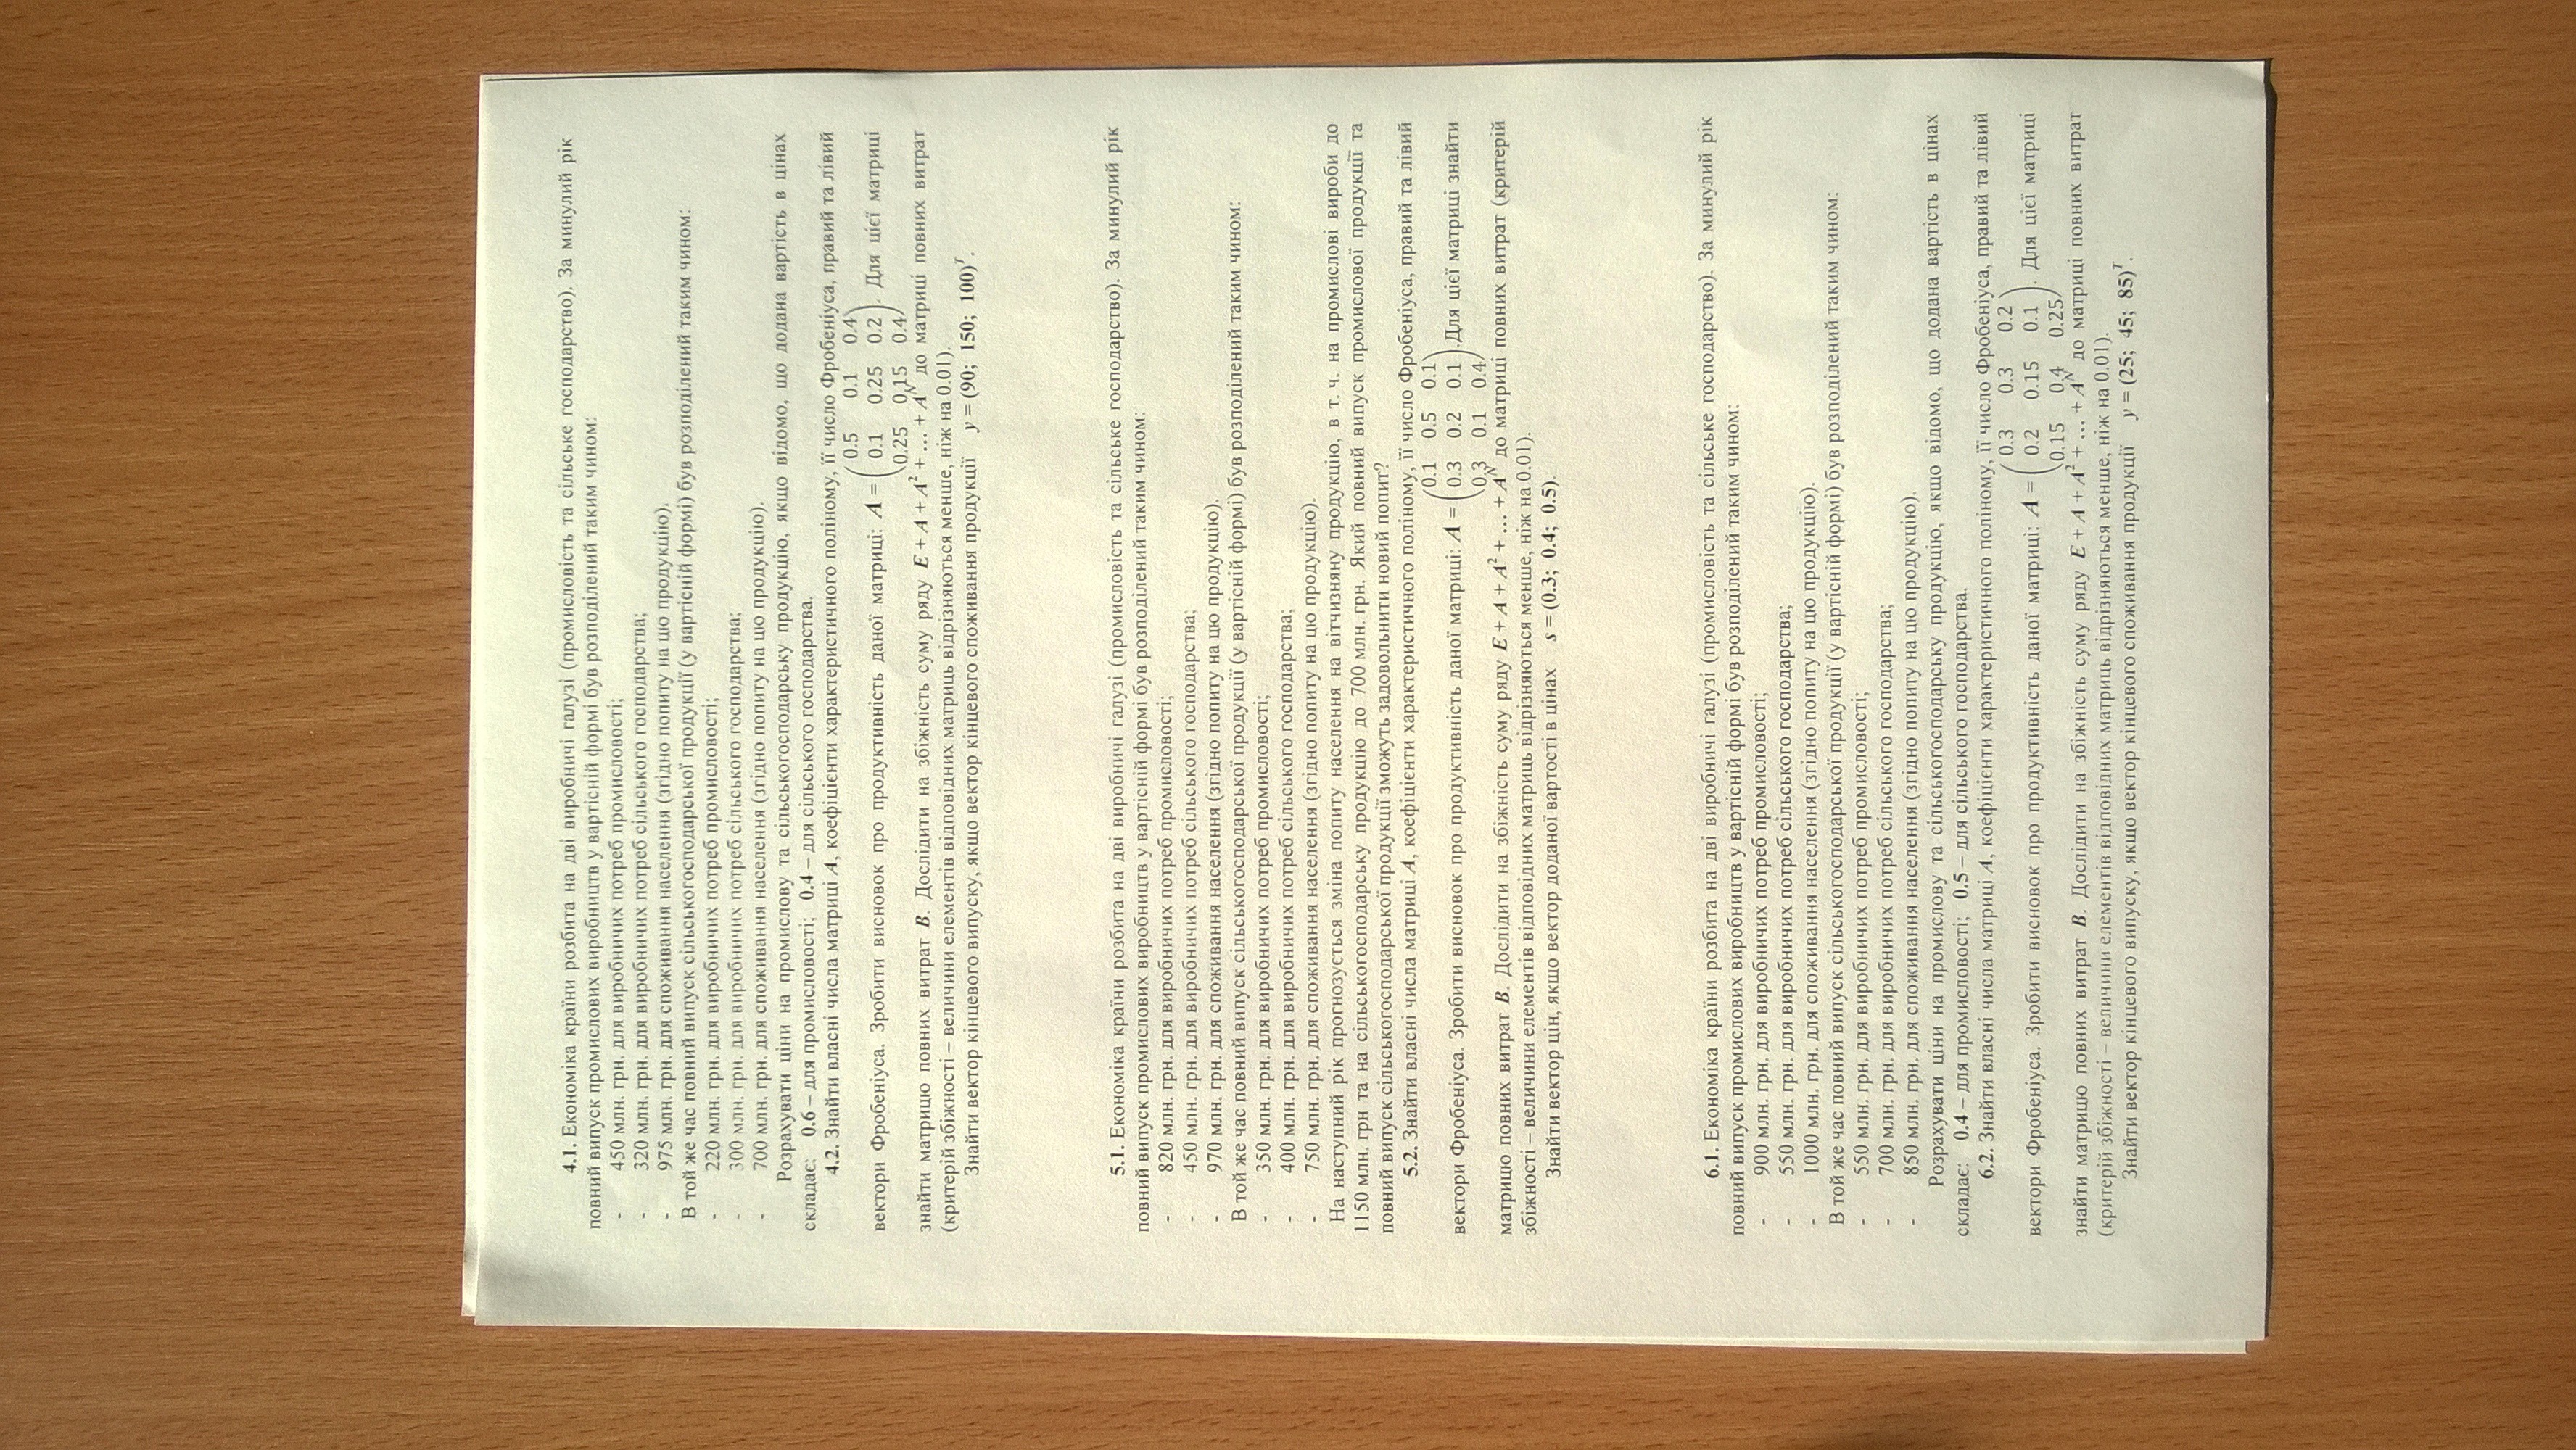 4.1. Економіка країни розбита на дві виробничі галузі (промисловість та сільське господарство). За минулий рік
повний випуск промислових виробництв у вартісній формі був розподілений таким чином:
- 450 млн. грн. для виробничих потреб промисловості;
- 320 млн. грн. для виробничих потреб сільського господарства;
- 975 млн. грн. для споживання населення (згідно попиту на цю продукцію).
В той же час повний випуск сільськогосподарської продукції (у вартісній формі) був розподілений таким чином:
- 220 млн. грн. для виробничих потреб промисловості;
- 300 млн. грн. для виробничих потреб сільського господарства;
- 700 млн. грн. для споживання населення (згідно попиту на цю продукцію).
Розрахувати ціни на промислову та сільськогосподарську продукцію, якщо відомо, що додана вартість в цінах
складає: 0.6 – для промисловості; 0.4 – для сільського господарства.
4.2. Знайти власні числа матриці A, коефіцієнти характеристичного поліному, її число Фробеніуса, правий та лівий
0.5 0.1 0.4
вектори Фробеніуса. Зробити висновок про продуктивність даної матриці: A = ( 0.1 0.25 0.2 ). Для цієї матриці
0.25 0.15 0.4
знайти матрицю повних витрат B. Дослідити на збіжність суму ряду E + A + A² + ... + Aᴺ до матриці повних витрат
(критерій збіжності – величини елементів відповідних матриць відрізняються менше, ніж на 0.01).
Знайти вектор кінцевого випуску, якщо вектор кінцевого споживання продукції y = (90; 150; 100)ᵀ.
5.1. Економіка країни розбита на дві виробничі галузі (промисловість та сільське господарство). За минулий рік
повний випуск промислових виробництв у вартісній формі був розподілений таким чином:
- 820 млн. грн. для виробничих потреб промисловості;
- 450 млн. грн. для виробничих потреб сільського господарства;
- 970 млн. грн. для споживання населення (згідно попиту на цю продукцію).
В той же час повний випуск сільськогосподарської продукції (у вартісній формі) був розподілений таким чином:
- 350 млн. грн. для виробничих потреб промисловості;
- 400 млн. грн. для виробничих потреб сільського господарства;
- 750 млн. грн. для споживання населення (згідно попиту на цю продукцію).
На наступний рік прогнозується зміна попиту населення на вітчизняну продукцію, в т. ч. на промислові вироби до
1150 млн. грн та на сільськогосподарську продукцію до 700 млн. грн. Який повний випуск промислової продукції та
повний випуск сільськогосподарської продукції зможуть задовольнити новий попит?
5.2. Знайти власні числа матриці A, коефіцієнти характеристичного поліному, її число Фробеніуса, правий та лівий
0.1 0.5 0.1
вектори Фробеніуса. Зробити висновок про продуктивність даної матриці: A = ( 0.3 0.2 0.1 ).Для цієї матриці знайти
0.3 0.1 0.4
матрицю повних витрат B. Дослідити на збіжність суму ряду E + A + A² + ... + Aᴺ до матриці повних витрат (критерій
збіжності – величини елементів відповідних матриць відрізняються менше, ніж на 0.01).
Знайти вектор цін, якщо вектор доданої вартості в цінах s = (0.3; 0.4; 0.5).
6.1. Економіка країни розбита на дві виробничі галузі (промисловість та сільське господарство). За минулий рік
повний випуск промислових виробництв у вартісній формі був розподілений таким чином:
- 900 млн. грн. для виробничих потреб промисловості;
- 550 млн. грн. для виробничих потреб сільського господарства;
- 1000 млн. грн. для споживання населення (згідно попиту на цю продукцію).
В той же час повний випуск сільськогосподарської продукції (у вартісній формі) був розподілений таким чином:
- 550 млн. грн. для виробничих потреб промисловості;
- 700 млн. грн. для виробничих потреб сільського господарства;
- 850 млн. грн. для споживання населення (згідно попиту на цю продукцію).
Розрахувати ціни на промислову та сільськогосподарську продукцію, якщо відомо, що додана вартість в цінах
складає: 0.4 – для промисловості; 0.5 – для сільського господарства.
6.2. Знайти власні числа матриці A, коефіцієнти характеристичного поліному, її число Фробеніуса, правий та лівий
0.3 0.3 0.2
вектори Фробеніуса. Зробити висновок про продуктивність даної матриці: A = ( 0.2 0.15 0.1 ). Для цієї матриці
0.15 0.4 0.25
знайти матрицю повних витрат B. Дослідити на збіжність суму ряду E + A + A² + ... + Aᴺ до матриці повних витрат
(критерій збіжності – величини елементів відповідних матриць відрізняються менше, ніж на 0.01).
Знайти вектор кінцевого випуску, якщо вектор кінцевого споживання продукції y = (25; 45; 85)ᵀ.